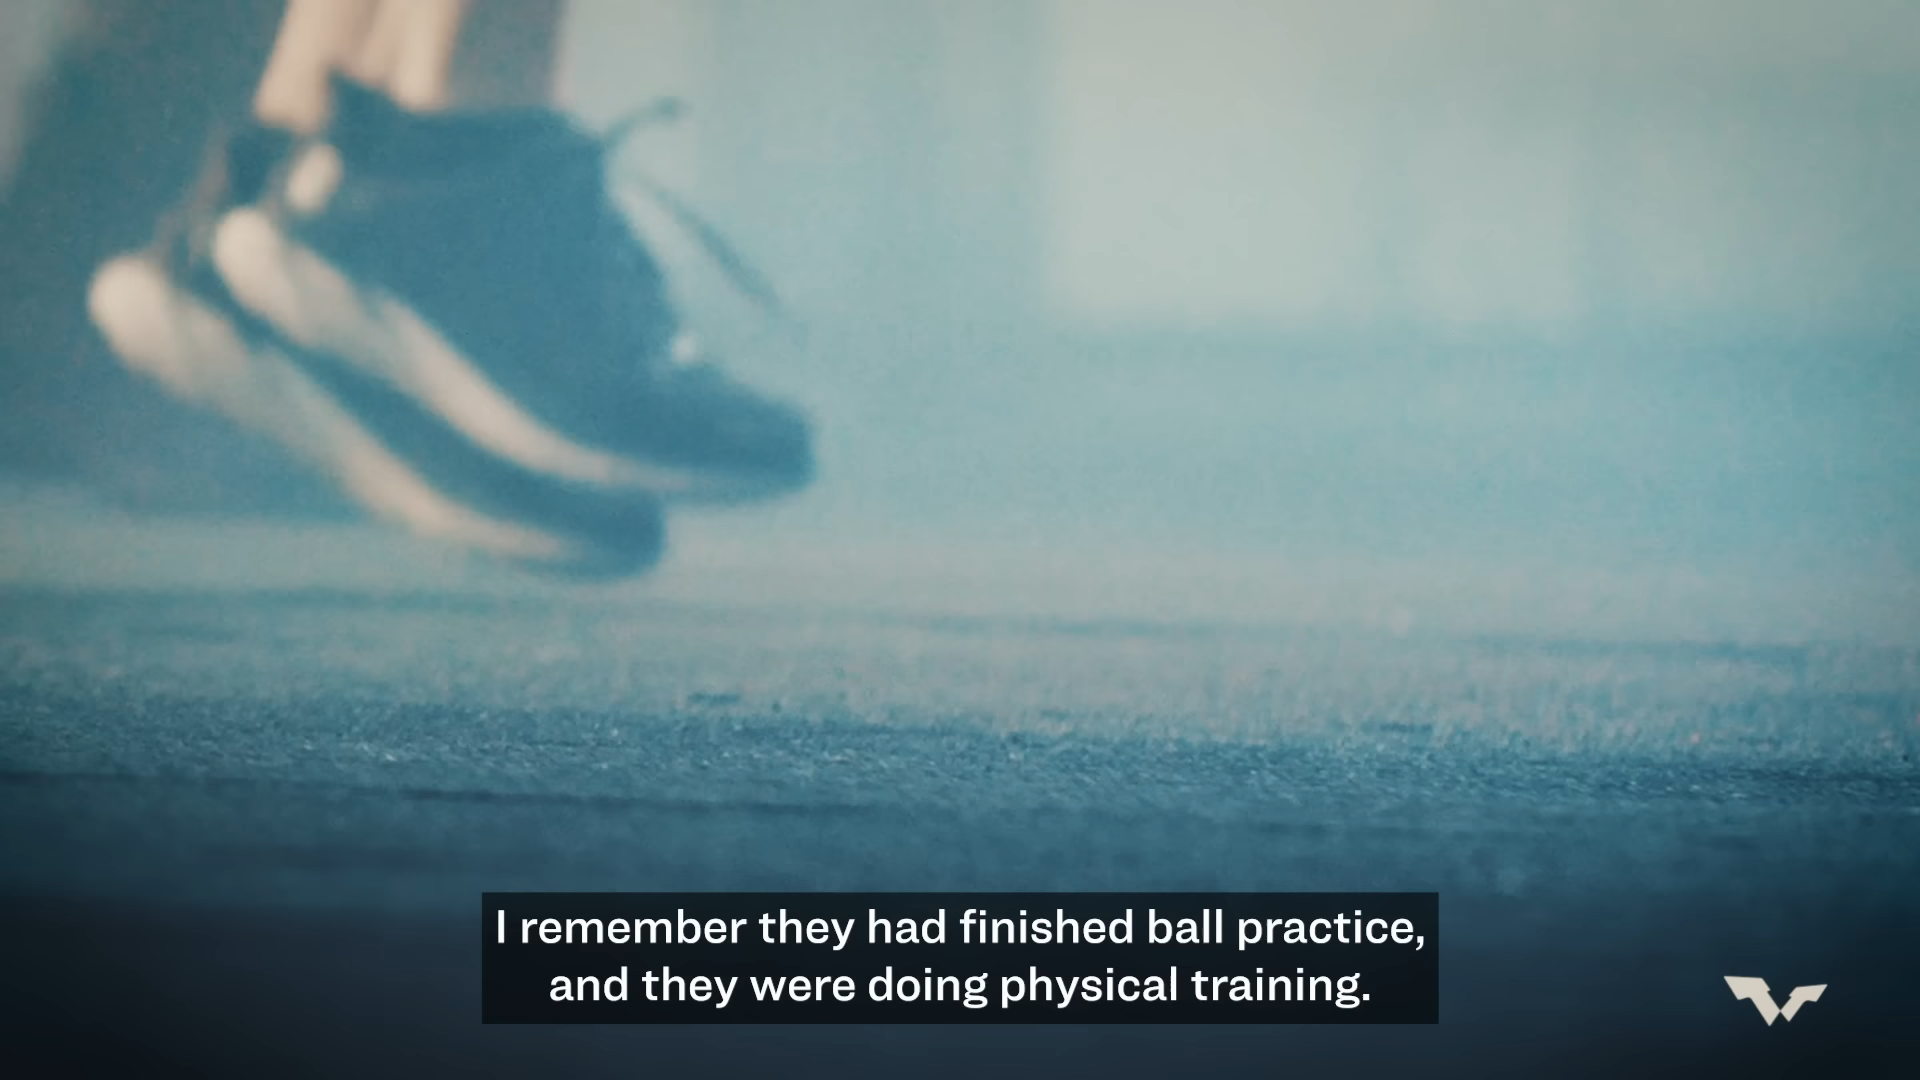 I remember they had finished ball practice,
and they were doing physical training.